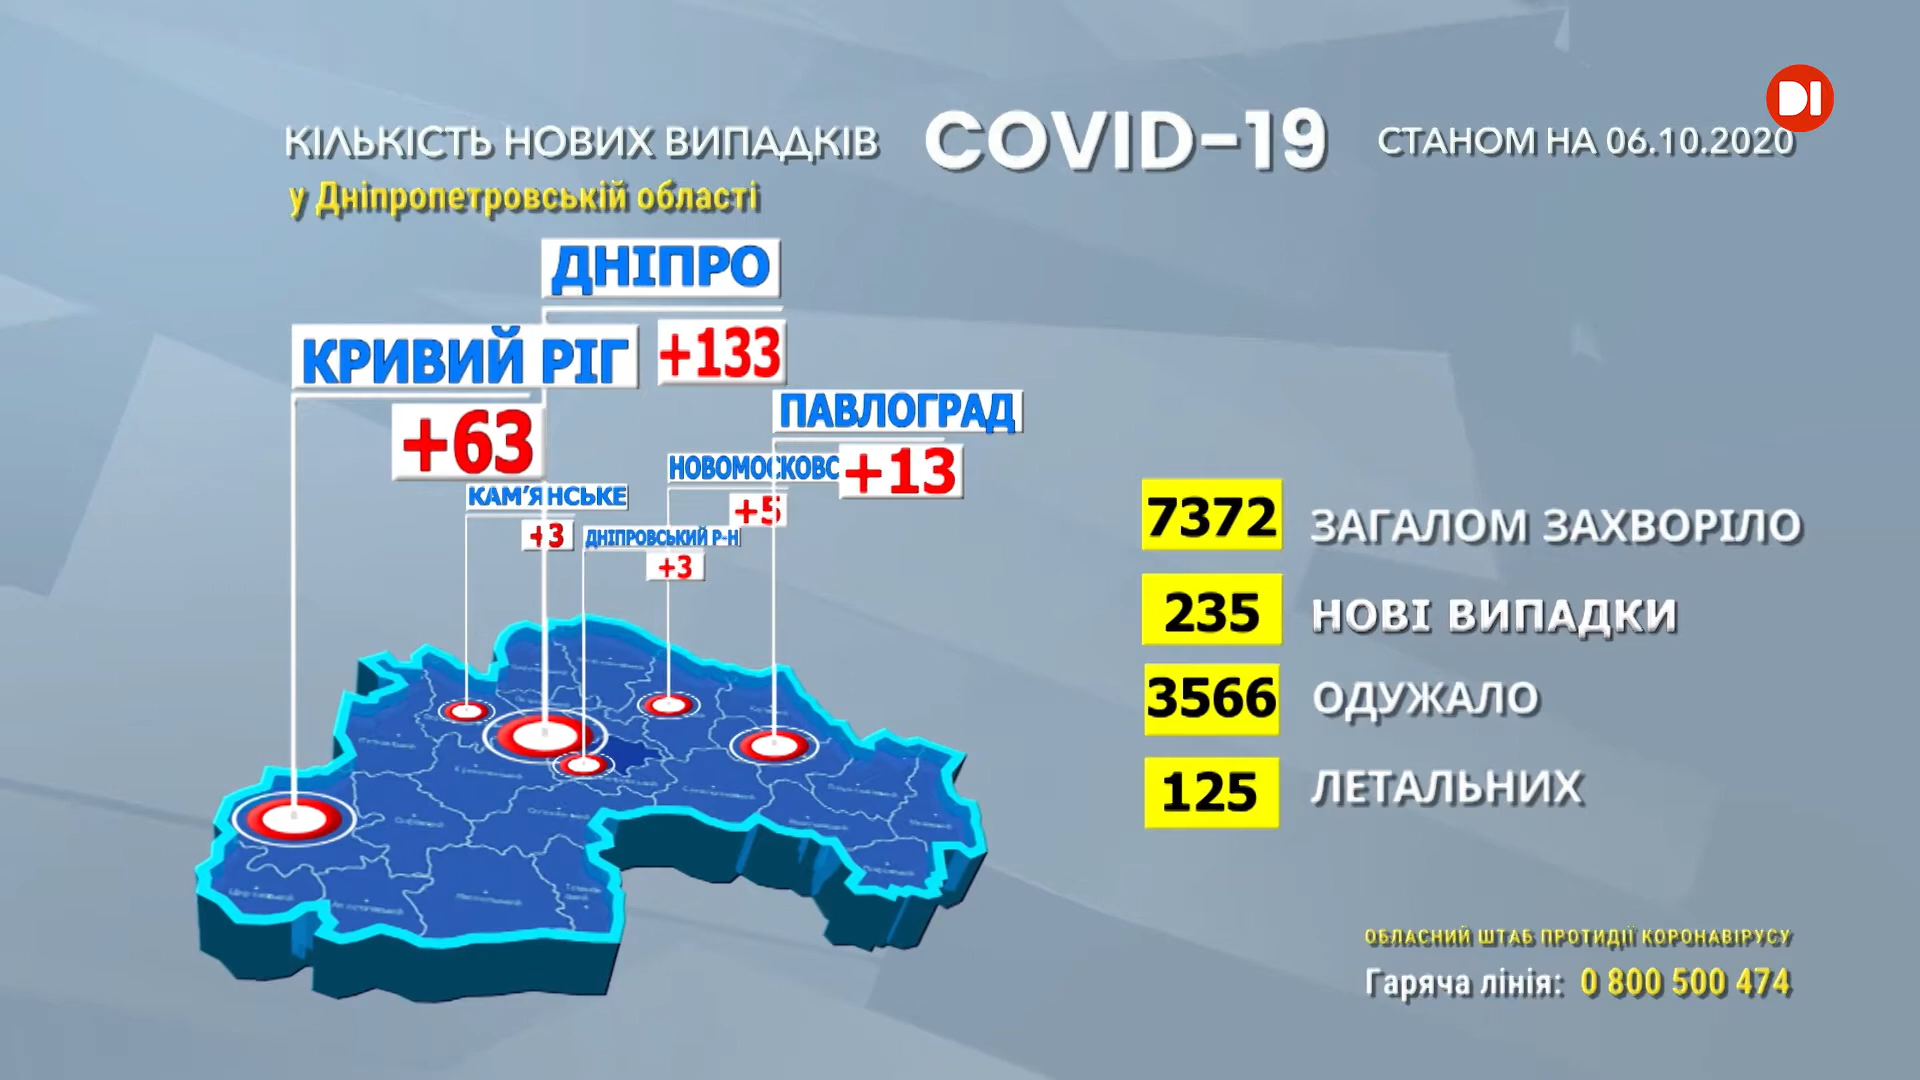 DI
КІЛЬКІСТЬ НОВИХ ВИПАДКІВ COVID-19 СТАНОМ НА 06.10.2020
у Дніпропетровській області
ДНІПРО
+133
КРИВИЙ РІГ
+63
ПАВЛОГРАД
+13
НОВОМОСКОВС
+5
КАМ’ЯНСЬКЕ
+3
ДНІПРОВСЬКИЙ Р-Н
+3
7372 ЗАГАЛОМ ЗАХВОРІЛО
235 НОВІ ВИПАДКИ
3566 ОДУЖАЛО
125 ЛЕТАЛЬНИХ
ОБЛАСНИЙ ШТАБ ПРОТИДІЇ КОРОНАВІРУСУ
Гаряча лінія: 0 800 500 474